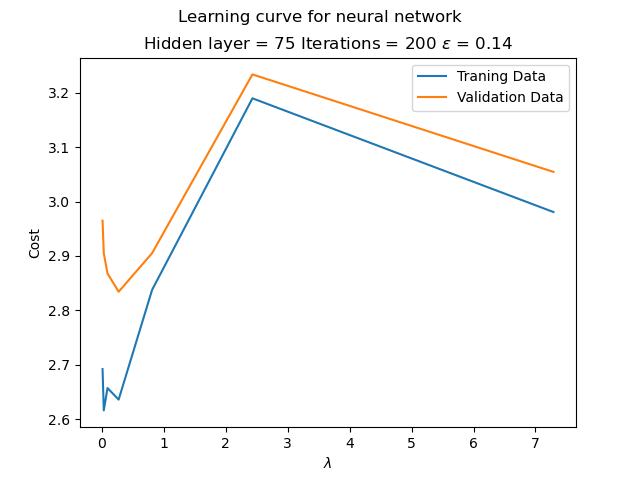 Learning curve for neural network
Hidden layer = 75 Iterations = 200 ε = 0.14
Traning Data
Validation Data
3.2
3.1
3.0
2.9
2.8
2.7
2.6
Cost
0 1 2 3 4 5 6 7
λ